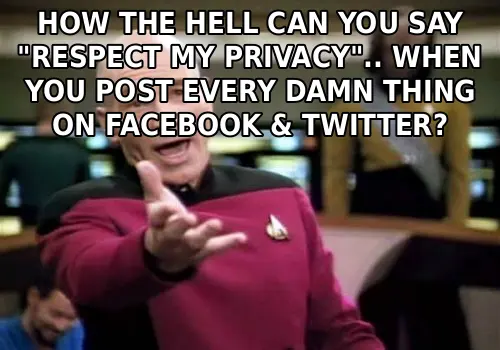 HOW THE HELL CAN YOU SAY
"RESPECT MY PRIVACY".. WHEN
YOU POST EVERY DAMN THING
ON FACEBOOK & TWITTER?